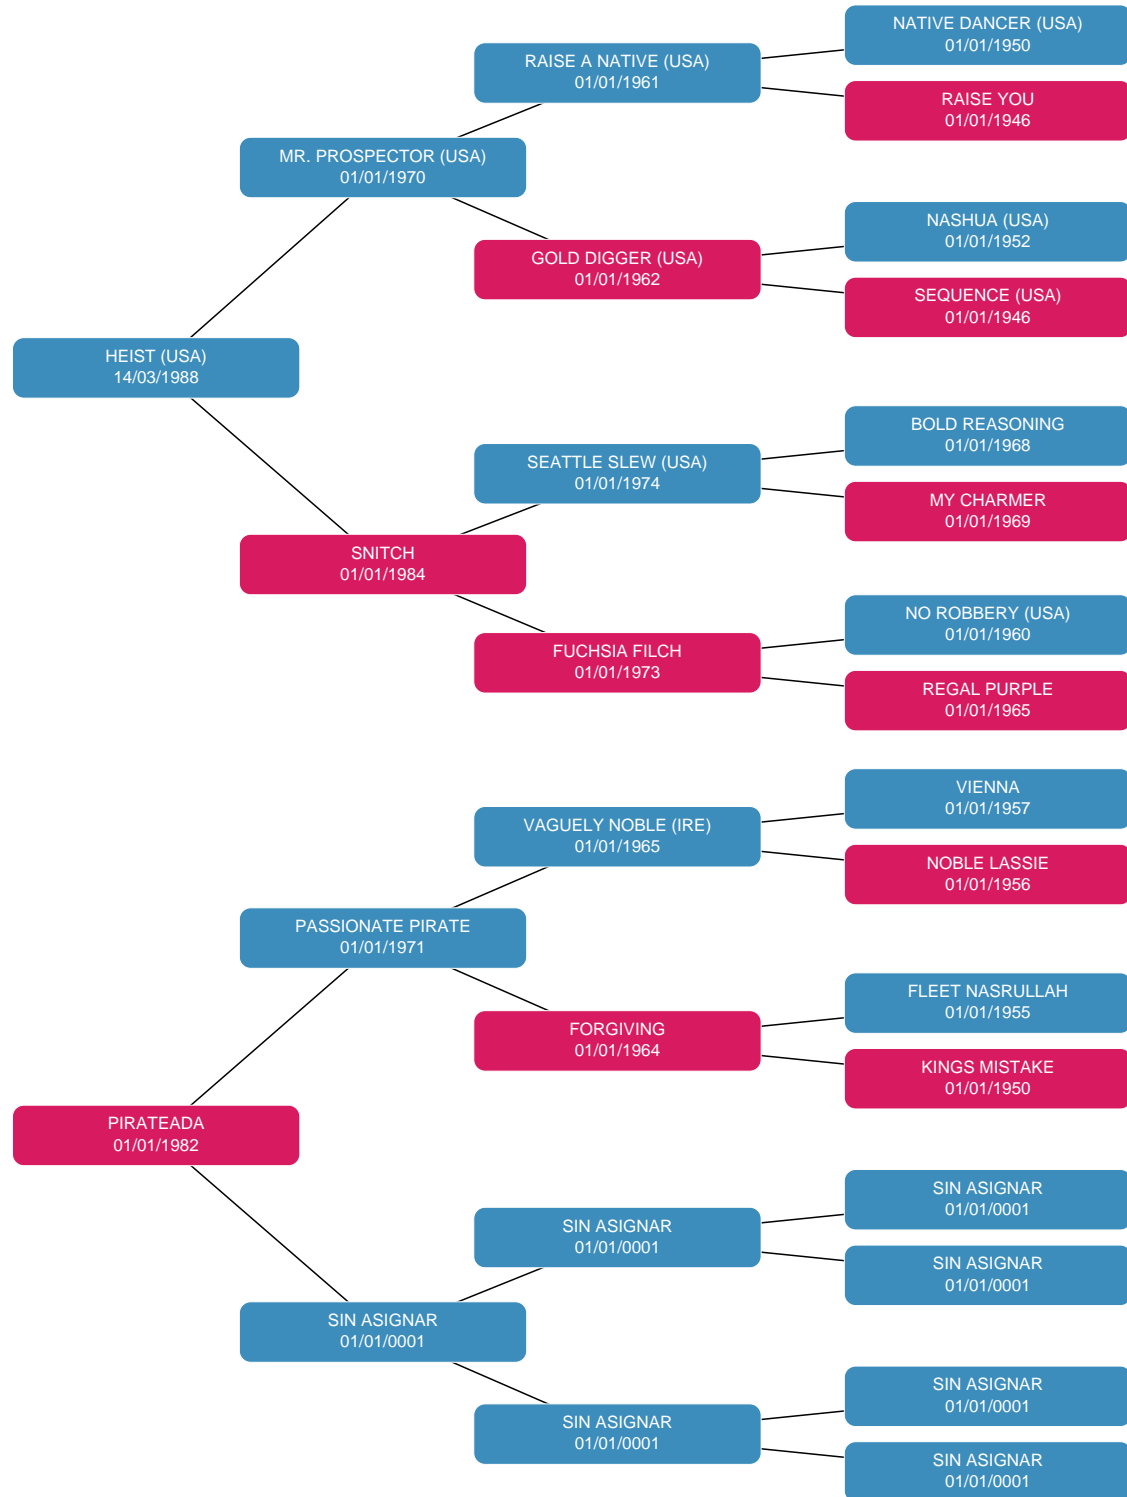 NATIVE DANCER (USA)
01/01/1950
RAISE A NATIVE (USA)
01/01/1961
RAISE YOU
01/01/1946
MR. PROSPECTOR (USA)
01/01/1970
NASHUA (USA)
01/01/1952
GOLD DIGGER (USA)
01/01/1962
SEQUENCE (USA)
01/01/1946
HEIST (USA)
14/03/1988
BOLD REASONING
01/01/1968
SEATTLE SLEW (USA)
01/01/1974
MY CHARMER
01/01/1969
SNITCH
01/01/1984
NO ROBBERY (USA)
01/01/1960
FUCHSIA FILCH
01/01/1973
REGAL PURPLE
01/01/1965
VIENNA
01/01/1957
VAGUELY NOBLE (IRE)
01/01/1965
NOBLE LASSIE
01/01/1956
PASSIONATE PIRATE
01/01/1971
FLEET NASRULLAH
01/01/1955
FORGIVING
01/01/1964
KINGS MISTAKE
01/01/1950
PIRATEADA
01/01/1982
SIN ASIGNAR
01/01/0001
SIN ASIGNAR
01/01/0001
SIN ASIGNAR
01/01/0001
SIN ASIGNAR
01/01/0001
SIN ASIGNAR
01/01/0001
SIN ASIGNAR
01/01/0001
SIN ASIGNAR
01/01/0001